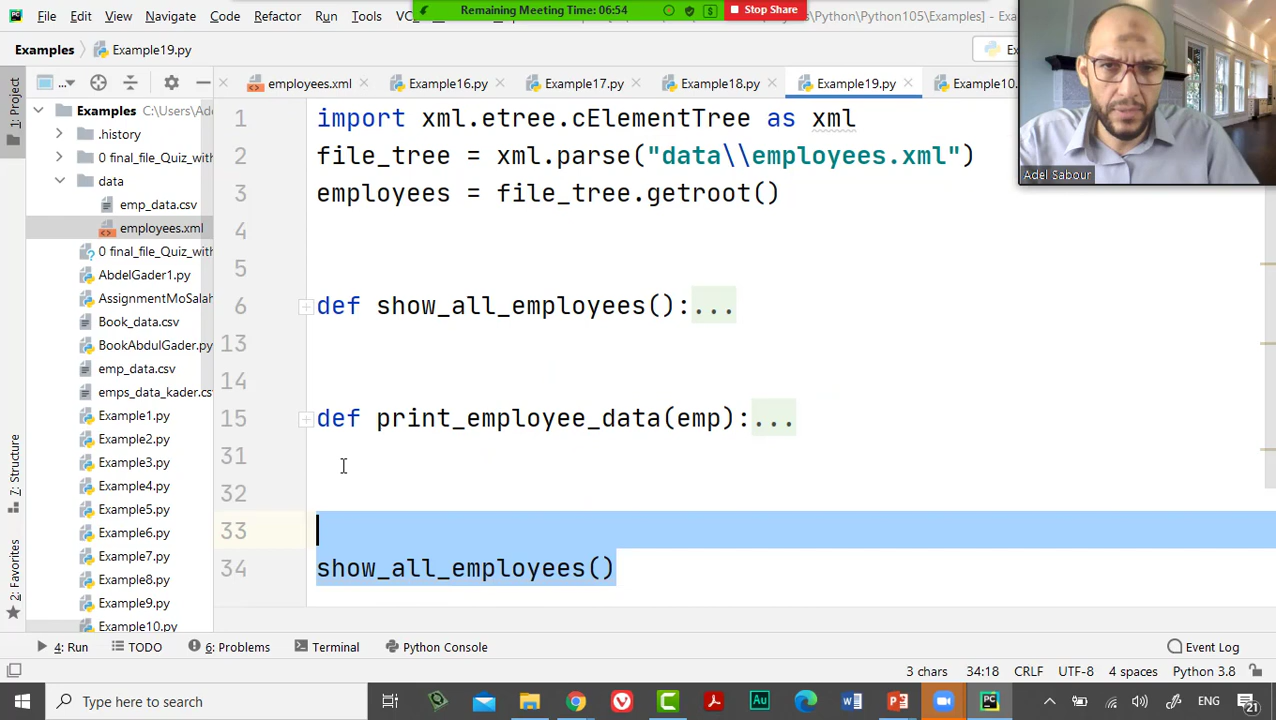 File Edit View Navigate Code Refactor Run Tools
Remaining Meeting Time: 06:54
Stop Share
Python\Python105\Examples] -
Examples
Example19.py
1: Project
employees.xml
Example16.py
Example17.py
Example18.py
Example19.py
Example10.
Examples
.history
0 final_file_Quiz_with
data
emp_data.csv
employees.xml
0 final_file_Quiz_with
AbdelGader1.py
AssignmentMoSalah
Book_data.csv
BookAbdulGader.py
emp_data.csv
emps_data_kader.cs
Example1.py
Example2.py
Example3.py
Example4.py
Example5.py
Example6.py
Example7.py
Example8.py
Example9.py
Example10.py
1 import xml.etree.cElementTree as xml
2 file_tree = xml.parse("data\\employees.xml")
3 employees = file_tree.getroot()
4
5
6 def show_all_employees():...
13
14
15 def print_employee_data(emp):...
31
32
33
34 show_all_employees()
Adel Sabour
7: Structure
2: Favorites
4: Run
TODO
6: Problems
Terminal
Python Console
Event Log
3 chars
34:18
CRLF
UTF-8
4 spaces
Python 3.8
Type here to search
ENG
21